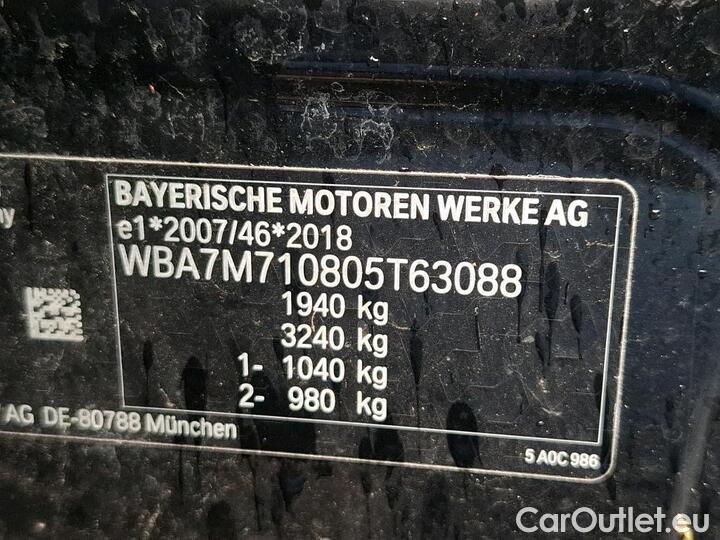 BAYERISCHE MOTOREN WERKE AG
e1*2007/46*2018
WBA7M710805T63088
1940 kg
3240 kg
1- 1040 kg
2- 980 kg
AG DE-80788 München
5 A0C 986
CarOutlet.eu